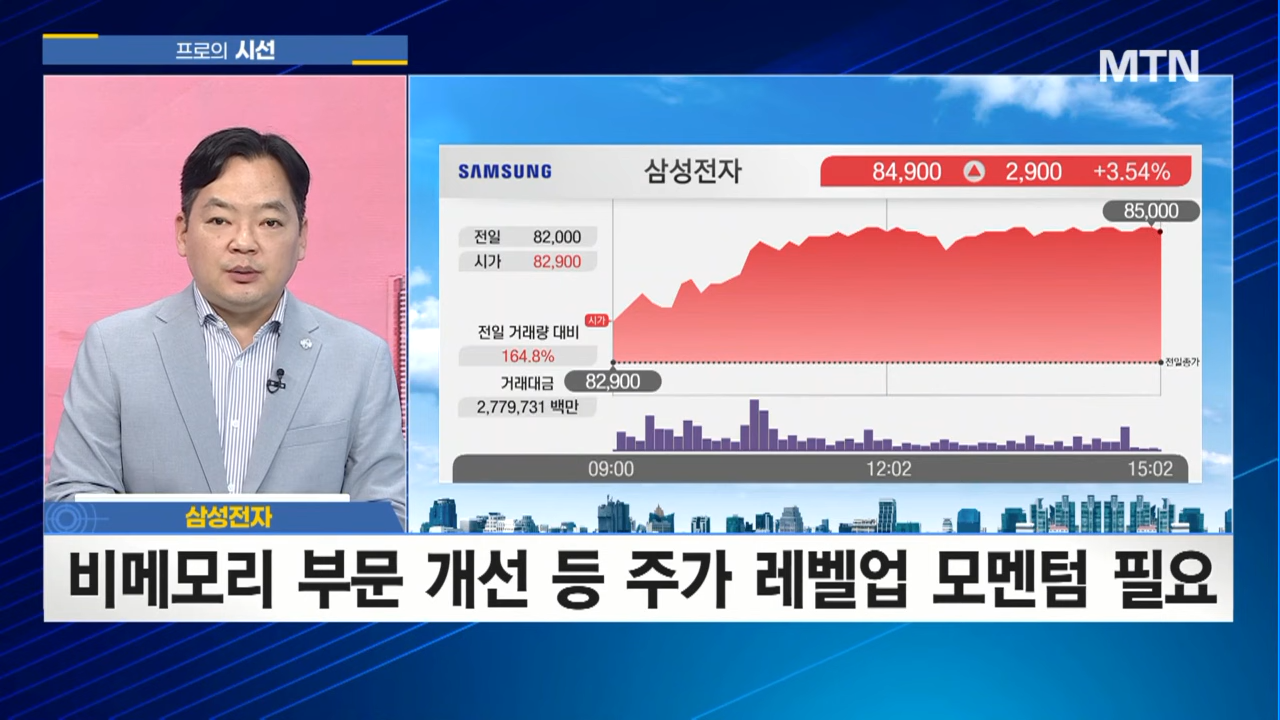 프로의 시선
MTN
SAMSUNG 삼성전자 84,900 ▲ 2,900 +3.54%
85,000
전일 82,000
시가 82,900
시가
전일 거래량 대비
164.8%
전일종가
거래대금 82,900
2,779,731 백만
09:00 12:02 15:02
삼성전자
비메모리 부문 개선 등 주가 레벨업 모멘텀 필요